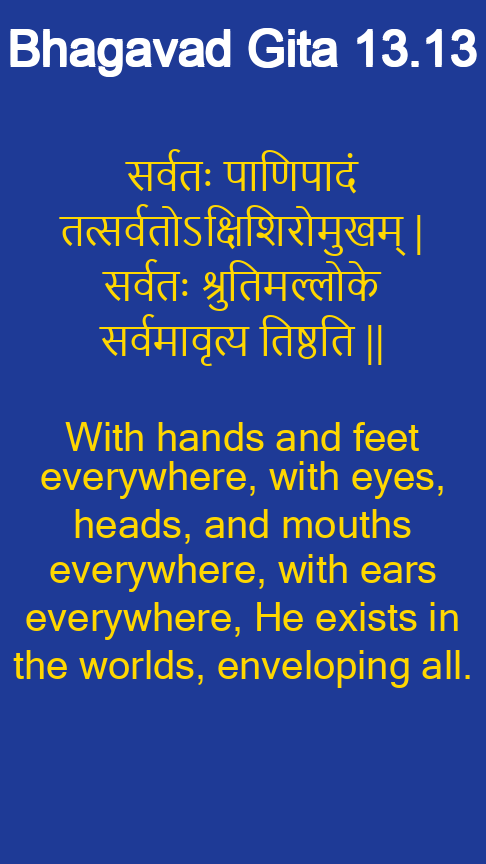 Bhagavad Gita 13.13
सर्वतः पाणिपादं
तत्सर्वतोऽक्षिशिरोमुखम् |
सर्वतः श्रुतिमल्लोके
सर्वमावृत्य तिष्ठति ||
With hands and feet
everywhere, with eyes,
heads, and mouths
everywhere, with ears
everywhere, He exists in
the worlds, enveloping all.